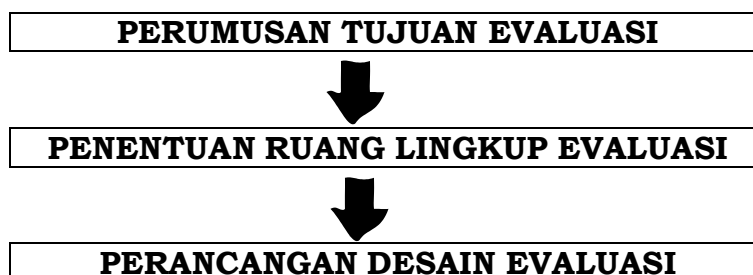 PERUMUSAN TUJUAN EVALUASI
PENENTUAN RUANG LINGKUP EVALUASI
PERANCANGAN DESAIN EVALUASI